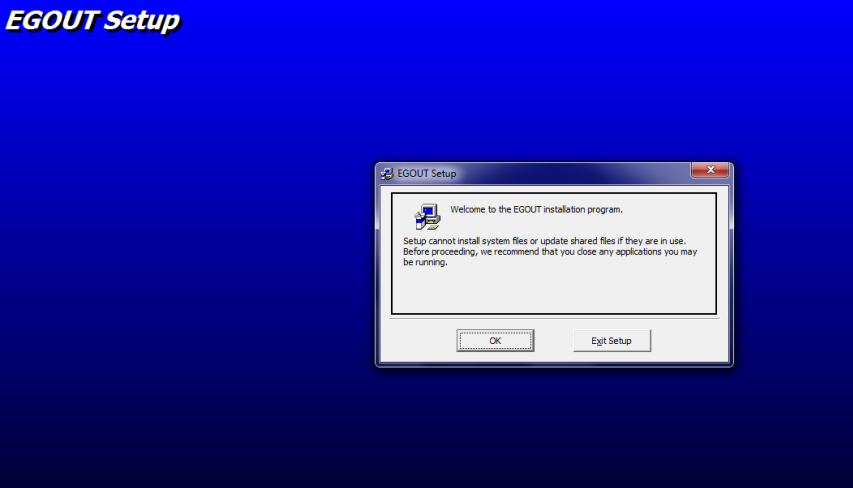 EGOUT Setup
EGOUT Setup
Welcome to the EGOUT installation program.
Setup cannot install system files or update shared files if they are in use.
Before proceeding, we recommend that you close any applications you may
be running.
OK
Exit Setup